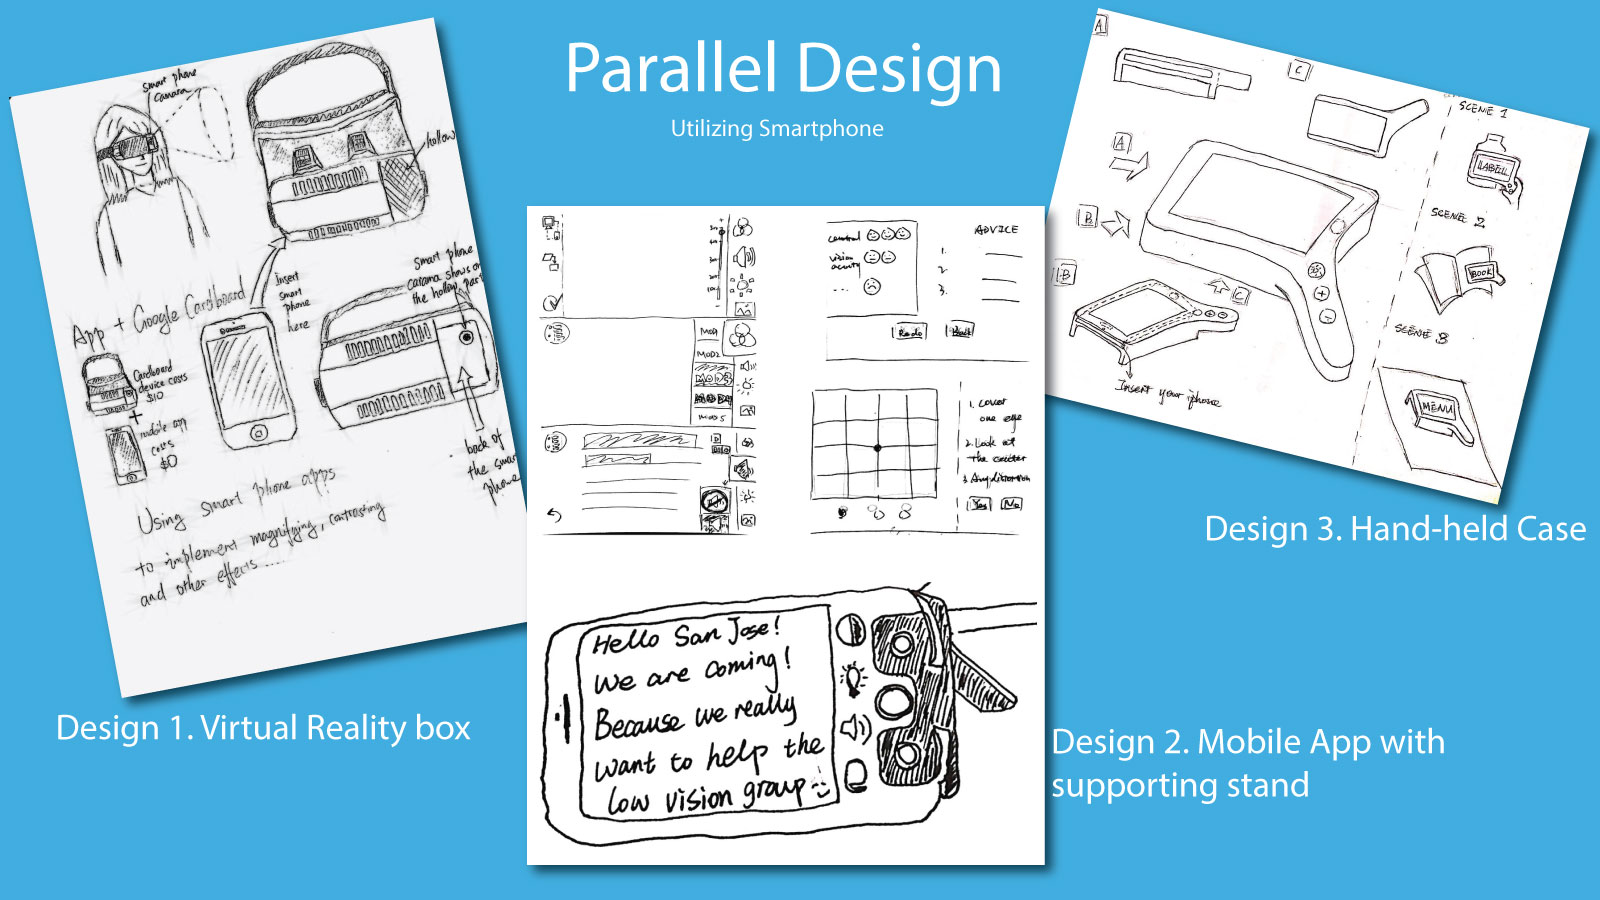 Parallel Design
Utilizing Smartphone
smart phone
Camara
hollow
Insert
smart
phone
here
smart phone
carama shows on
the hollow part
App + Google Cardboard
Cardboard
device costs
$10
+
mobile app
costs
$0
back of
the smart
phone
Using smart phone apps
to implement magnifying, contrasting
and other effects......
Design 1. Virtual Reality box
MOD1
MOD2
MOD3
MOD4
MOD5
central
vision
acuity
...
ADVICE
1.
2.
3.
Redo
Back
1. cover
one eye
2. Look at
the center
3. Any distortion
Yes
No
Hello San Jose!
We are coming!
Because we really
want to help the
low vision group
Design 2. Mobile App with
supporting stand
A
C
A
B
B
C
Insert your iphone
SCENE 1
LABELL
SCENE 2
BOOK
SCENE 3
MENU
Design 3. Hand-held Case